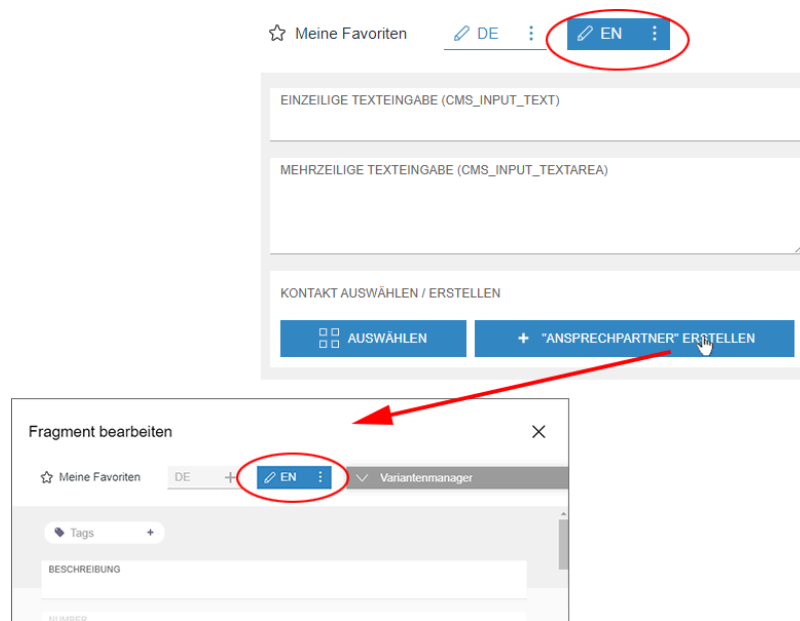 Meine Favoriten DE EN
EINZEILIGE TEXTEINGABE (CMS_INPUT_TEXT)
MEHRZEILIGE TEXTEINGABE (CMS_INPUT_TEXTAREA)
KONTAKT AUSWÄHLEN / ERSTELLEN
AUSWÄHLEN + "ANSPRECHPARTNER" ERSTELLEN
Fragment bearbeiten
Meine Favoriten DE + EN Variantenmanager
Tags +
BESCHREIBUNG
NUMBER